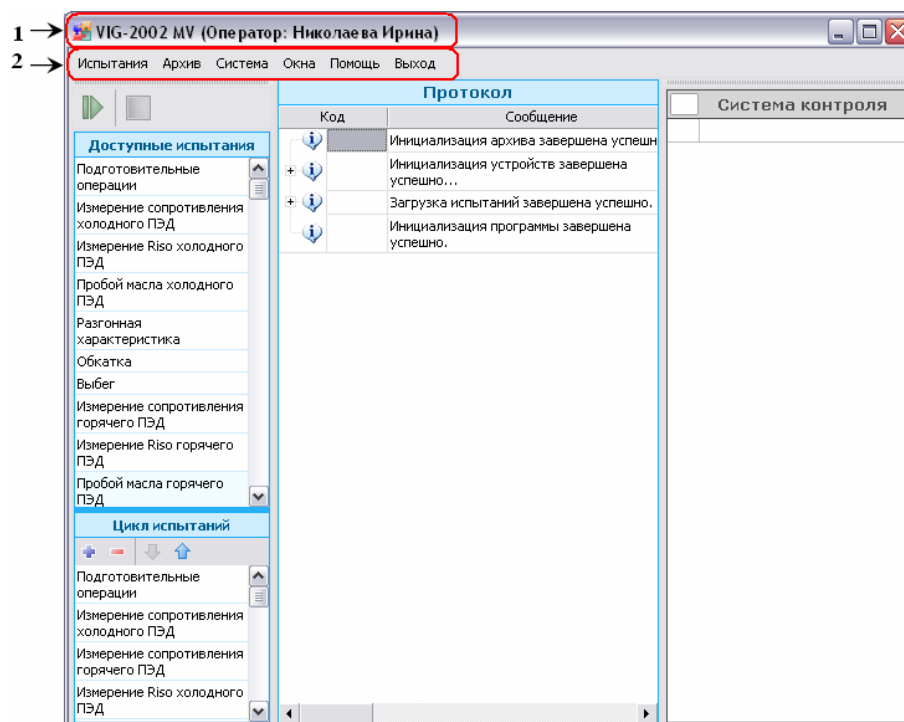 1
VIG-2002 MV (Оператор: Николаева Ирина)
2
Испытания Архив Система Окна Помощь Выход
Доступные испытания
Подготовительные
операции
Измерение сопротивления
холодного ПЭД
Измерение Riso холодного
ПЭД
Пробой масла холодного
ПЭД
Разгонная
характеристика
Обкатка
Выбег
Измерение сопротивления
горячего ПЭД
Измерение Riso горячего
ПЭД
Пробой масла горячего
ПЭД
Цикл испытаний
Подготовительные
операции
Измерение сопротивления
холодного ПЭД
Измерение сопротивления
горячего ПЭД
Измерение Riso холодного
ПЭД
Протокол
Код Сообщение
Инициализация архива завершена успешн
Инициализация устройств завершена
успешно...
Загрузка испытаний завершена успешно.
Инициализация программы завершена
успешно.
Система контроля